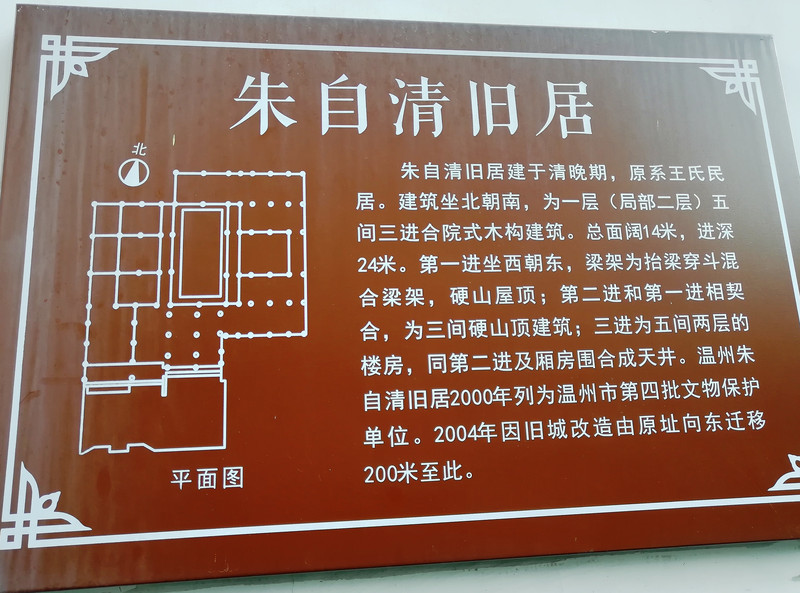 朱自清旧居
北
朱自清旧居建于清晚期，原系王氏民
居。建筑坐北朝南，为一层（局部二层）五
间三进合院式木构建筑。总面阔14米，进深
24米。第一进坐西朝东，梁架为抬梁穿斗混
合梁架，硬山屋顶；第二进和第一进相契
合，为三间硬山顶建筑；三进为五间两层的
楼房，同第二进及厢房围合成天井。温州朱
自清旧居2000年列为温州市第四批文物保护
单位。2004年因旧城改造由原址向东迁移
200米至此。
平面图